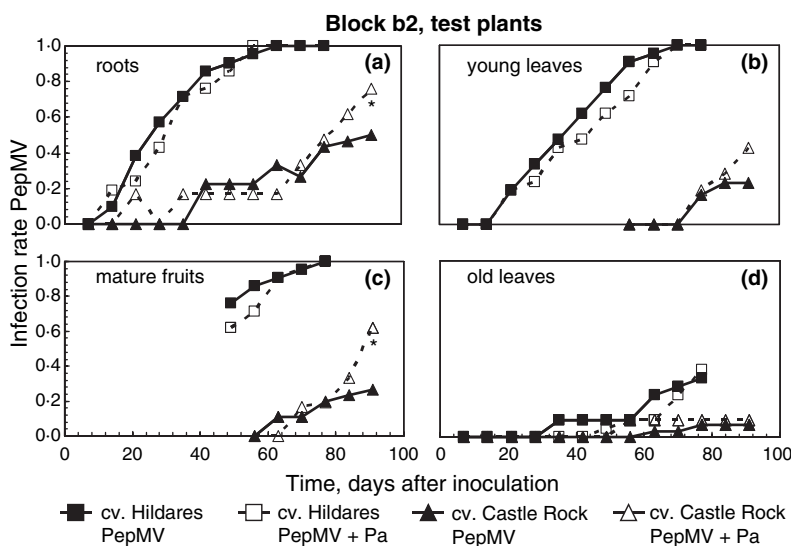 Block b2, test plants
Infection rate PepMV
1·0
0·8
0·6
0·4
0·2
0·0
roots
(a)
*
young leaves
(b)
1·0
0·8
0·6
0·4
0·2
0·0
mature fruits
(c)
*
old leaves
(d)
0 20 40 60 80 100
0 20 40 60 80 100
Time, days after inoculation
cv. Hildares PepMV
cv. Hildares PepMV + Pa
cv. Castle Rock PepMV
cv. Castle Rock PepMV + Pa